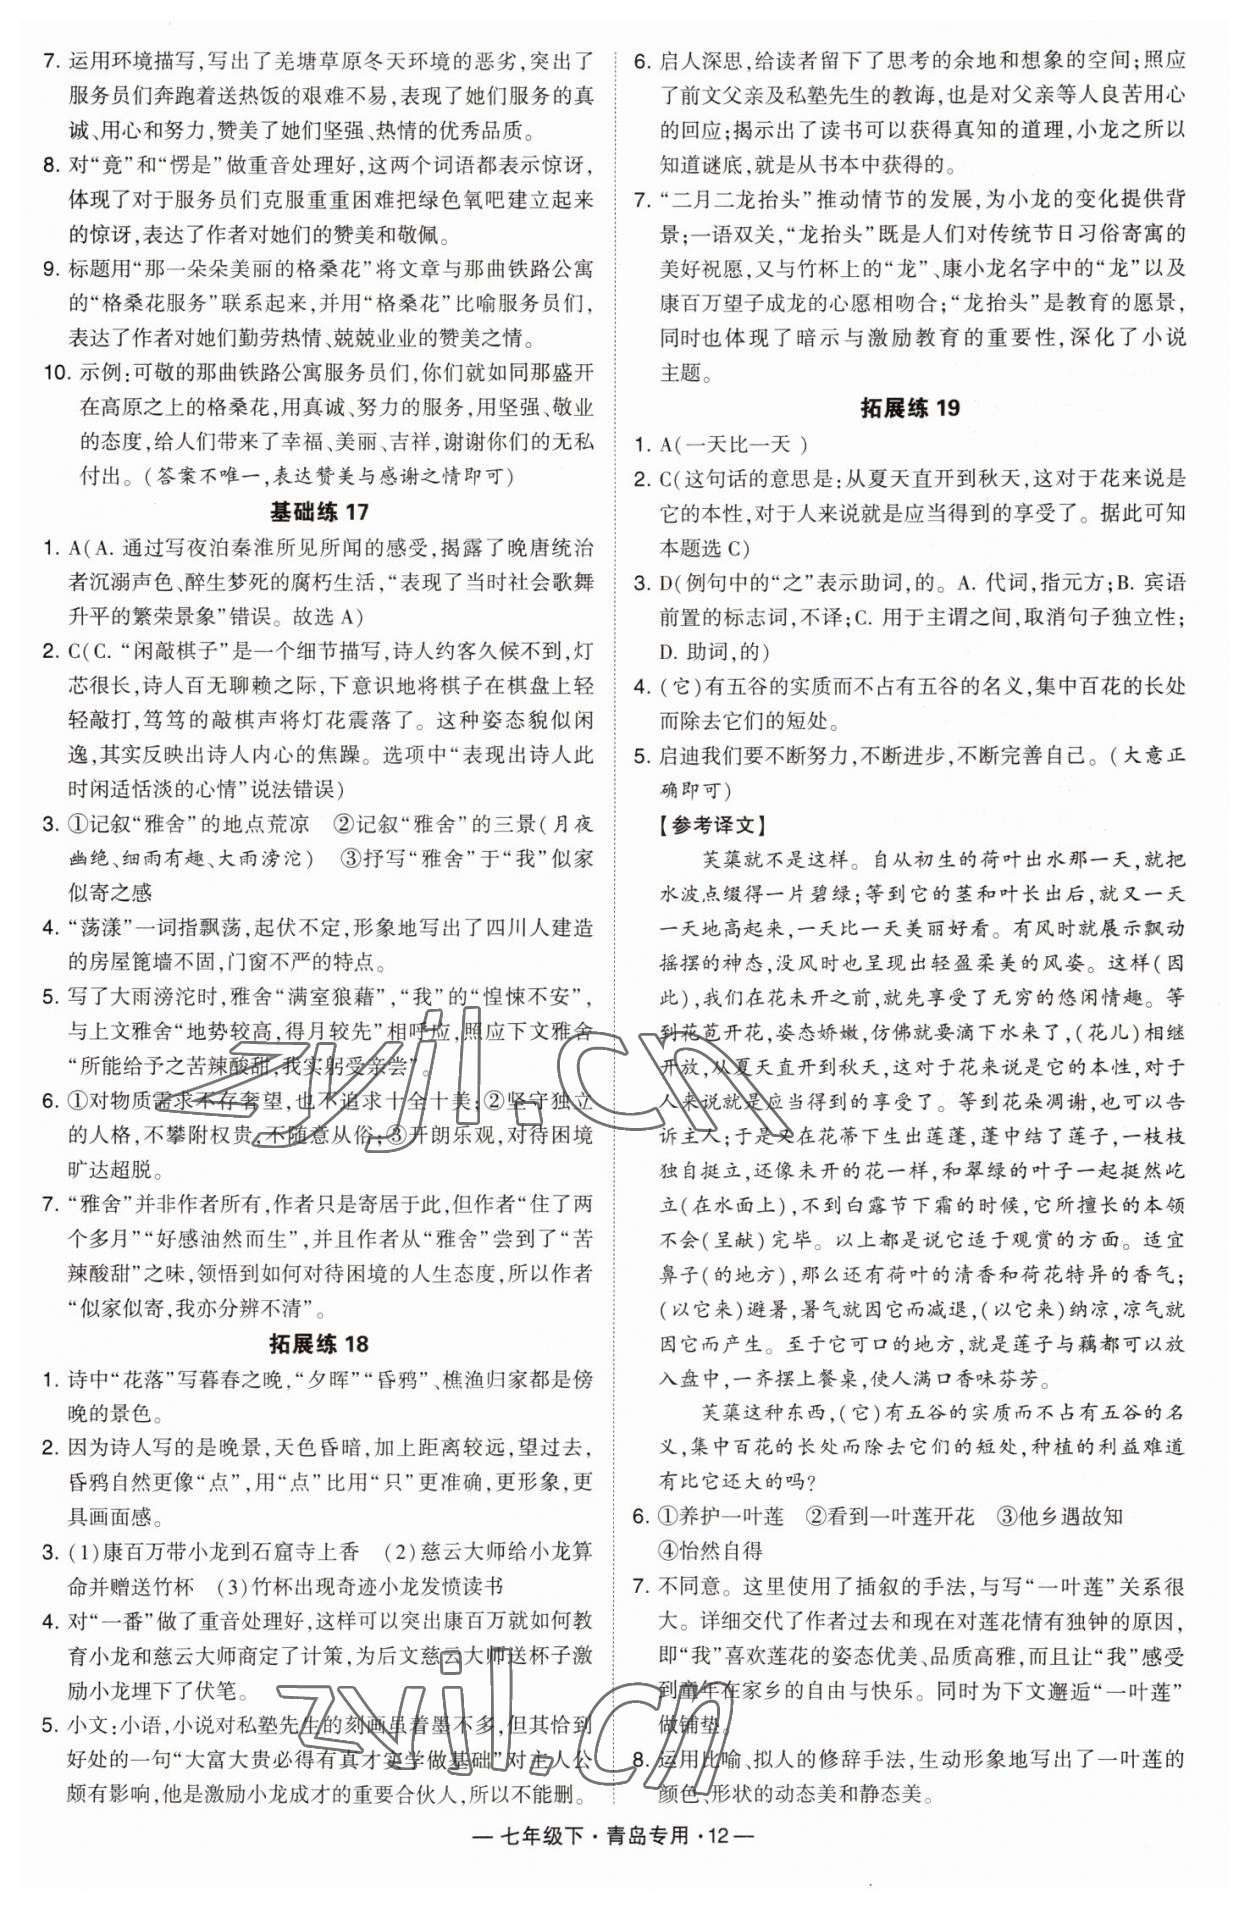 7. 运用环境描写,写出了羌塘草原冬天环境的恶劣,突出了
服务员们奔跑着送热饭的艰难不易,表现了她们服务的真
诚、用心和努力,赞美了她们坚强、热情的优秀品质。
8. 对“竟”和“愣是”做重音处理好,这两个词语都表示惊讶,
体现了对于服务员们克服重重困难把绿色氧吧建立起来
的惊讶,表达了作者对她们的赞美和敬佩。
9. 标题用“那一朵朵美丽的格桑花”将文章与那曲铁路公寓
的“格桑花服务”联系起来,并用“格桑花”比喻服务员们,
表达了作者对她们勤劳热情、兢兢业业的赞美之情。
10. 示例:可敬的那曲铁路公寓服务员们,你们就如同那盛开
在高原之上的格桑花,用真诚、努力的服务,用坚强、敬业
的态度,给人们带来了幸福、美丽、吉祥,谢谢你们的无私
付出。(答案不唯一,表达赞美与感谢之情即可)
基础练 17
1. A(A. 通过写夜泊秦淮所见所闻的感受,揭露了晚唐统治
者沉溺声色、醉生梦死的腐朽生活,“表现了当时社会歌舞
升平的繁荣景象”错误。故选 A)
2. C(C. “闲敲棋子”是一个细节描写,诗人约客久候不到,灯
芯很长,诗人百无聊赖之际,下意识地将棋子在棋盘上轻
轻敲打,笃笃的敲棋声将灯花震落了。这种姿态貌似闲
逸,其实反映出诗人内心的焦躁。选项中“表现出诗人此
时闲适恬淡的心情”说法错误)
3. ①记叙“雅舍”的地点荒凉 ②记叙“雅舍”的三景(月夜
幽绝、细雨有趣、大雨滂沱) ③抒写“雅舍”于“我”似家
似寄之感
4. “荡漾”一词指飘荡,起伏不定,形象地写出了四川人建造
的房屋篦墙不固,门窗不严的特点。
5. 写了大雨滂沱时,雅舍“满室狼藉”,“我”的“惶悚不安”,
与上文雅舍“地势较高,得月较先”相呼应,照应下文雅舍
“所能给予之苦辣酸甜,我实躬受亲尝”。
6. ①对物质需求不存奢望,也不追求十全十美;②坚守独立
的人格,不攀附权贵,不随意从俗;③开朗乐观,对待困境
旷达超脱。
7. “雅舍”并非作者所有,作者只是寄居于此,但作者“住了两
个多月”“好感油然而生”,并且作者从“雅舍”尝到了“苦
辣酸甜”之味,领悟到如何对待困境的人生态度,所以作者
“似家似寄,我亦分辨不清”。
拓展练 18
1. 诗中“花落”写暮春之晚,“夕晖”“昏鸦”、樵渔归家都是傍
晚的景色。
2. 因为诗人写的是晚景,天色昏暗,加上距离较远,望过去,
昏鸦自然更像“点”,用“点”比用“只”更准确,更形象,更
具画面感。
3. (1)康百万带小龙到石窟寺上香 (2)慈云大师给小龙算
命并赠送竹杯 (3)竹杯出现奇迹小龙发愤读书
4. 对“一番”做了重音处理好,这样可以突出康百万就如何教
育小龙和慈云大师商定了计策,为后文慈云大师送杯子激
励小龙埋下了伏笔。
5. 小文:小语,小说对私塾先生的刻画虽着墨不多,但其恰到
好处的一句“大富大贵必得有真才实学做基础”对主人公
颇有影响,他是激励小龙成才的重要合伙人,所以不能删。
6. 启人深思,给读者留下了思考的余地和想象的空间;照应
了前文父亲及私塾先生的教诲,也是对父亲等人良苦用心
的回应;揭示出了读书可以获得真知的道理,小龙之所以
知道谜底,就是从书本中获得的。
7. “二月二龙抬头”推动情节的发展,为小龙的变化提供背
景;一语双关,“龙抬头”既是人们对传统节日习俗寄寓的
美好祝愿,又与竹杯上的“龙”、康小龙名字中的“龙”以及
康百万望子成龙的心愿相吻合;“龙抬头”是教育的愿景,
同时也体现了暗示与激励教育的重要性,深化了小说
主题。
拓展练 19
1. A(一天比一天 )
2. C(这句话的意思是:从夏天直开到秋天,这对于花来说是
它的本性,对于人来说就是应当得到的享受了。据此可知
本题选 C)
3. D(例句中的“之”表示助词,的。A. 代词,指元方;B. 宾语
前置的标志词,不译;C. 用于主谓之间,取消句子独立性;
D. 助词,的)
4. (它)有五谷的实质而不占有五谷的名义,集中百花的长处
而除去它们的短处。
5. 启迪我们要不断努力,不断进步,不断完善自己。(大意正
确即可)
【参考译文】
芙蕖就不是这样。自从初生的荷叶出水那一天,就把
水波点缀得一片碧绿;等到它的茎和叶长出后,就又一天
一天地高起来,一天比一天美丽好看。有风时就展示飘动
摇摆的神态,没风时也呈现出轻盈柔美的风姿。这样(因
此),我们在花未开之前,就先享受了无穷的悠闲情趣。等
到花苞开花,姿态娇嫩,仿佛就要滴下水来了,(花儿)相继
开放,从夏天直开到秋天,这对于花来说是它的本性,对于
人来说就是应当得到的享受了。等到花朵凋谢,也可以告
诉主人;于是又在花蒂下生出莲蓬,蓬中结了莲子,一枝枝
独自挺立,还像未开的花一样,和翠绿的叶子一起挺然屹
立(在水面上),不到白露节下霜的时候,它所擅长的本领
不会(呈献)完毕。以上都是说它适于观赏的方面。适宜
鼻子(的地方),那么还有荷叶的清香和荷花特异的香气;
(以它来)避暑,暑气就因它而减退,(以它来)纳凉,凉气就
因它而产生。至于它可口的地方,就是莲子与藕都可以放
入盘中,一齐摆上餐桌,使人满口香味芬芳。
芙蕖这种东西,(它)有五谷的实质而不占有五谷的名
义,集中百花的长处而除去它们的短处,种植的利益难道
有比它还大的吗?
6. ①养护一叶莲 ②看到一叶莲开花 ③他乡遇故知
④怡然自得
7. 不同意。这里使用了插叙的手法,与写“一叶莲”关系很
大。详细交代了作者过去和现在对莲花情有独钟的原因,
即“我”喜欢莲花的姿态优美、品质高雅,而且让“我”感受
到童年在家乡的自由与快乐。同时为下文邂逅“一叶莲”
做铺垫。
8. 运用比喻、拟人的修辞手法,生动形象地写出了一叶莲的
颜色、形状的动态美和静态美。
— 七年级下·青岛专用·12 —
zyjl.cn
zyjl.cn